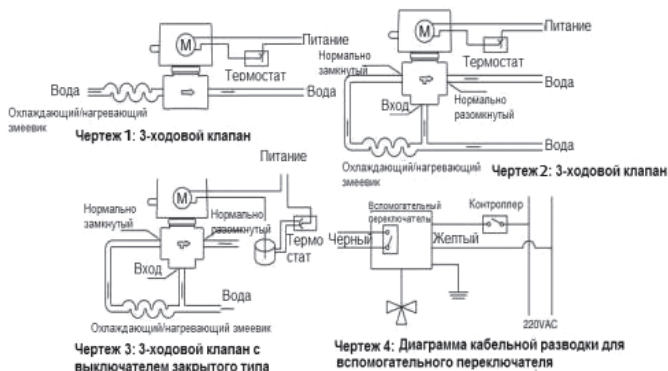 Питание
Термостат
Вода
Вода
Охлаждающий/нагревающий
змеевик
Чертеж 1: 3-ходовой клапан
M
Питание
Термостат
Нормально
замкнутый
Вода
Вход
Нормально
разомкнутый
Вода
Охлаждающий/нагревающий
змеевик
Чертеж 2: 3-ходовой клапан
M
Питание
Нормально
замкнутый
Нормально
разомкнутый
Термо
стат
Вход
Вода
Охлаждающий/нагревающий змеевик
Чертеж 3: 3-ходовой клапан с
выключателем закрытого типа
M
Вспомогательный
переключатель
Контроллер
Черный
Желтый
220VAC
Чертеж 4: Диаграмма кабельной разводки для
вспомогательного переключателя